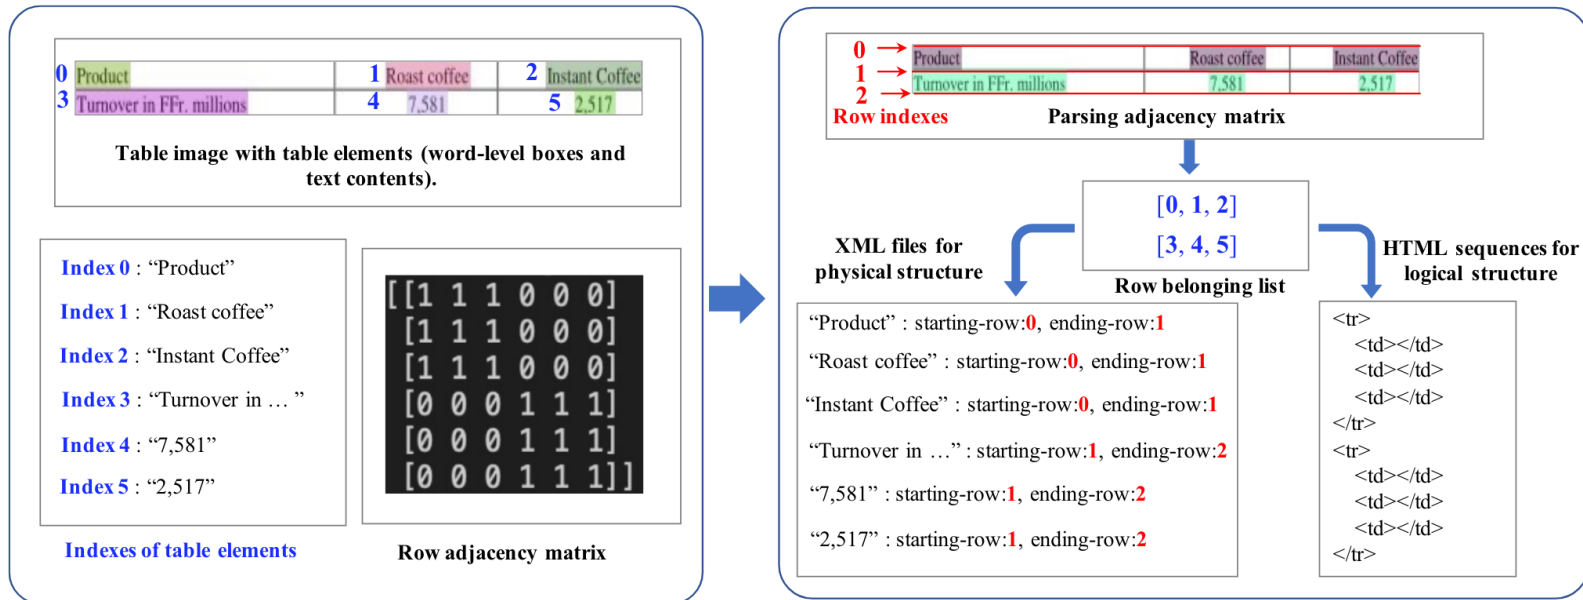 0 Product 1 Roast coffee 2 Instant Coffee
3 Turnover in FFr. millions 4 7,581 5 2,517
Table image with table elements (word-level boxes and
text contents).
Index 0 : “Product”
Index 1 : “Roast coffee”
Index 2 : “Instant Coffee”
Index 3 : “Turnover in … ”
Index 4 : “7,581”
Index 5 : “2,517”
Indexes of table elements
[[1 1 1 0 0 0]
[1 1 1 0 0 0]
[1 1 1 0 0 0]
[0 0 0 1 1 1]
[0 0 0 1 1 1]
[0 0 0 1 1 1]]
Row adjacency matrix
0
Product Roast coffee Instant Coffee
1
Turnover in FFr. millions 7,581 2,517
2
Row indexes
Parsing adjacency matrix
[0, 1, 2]
[3, 4, 5]
Row belonging list
XML files for
physical structure
“Product” : starting-row:0, ending-row:1
“Roast coffee” : starting-row:0, ending-row:1
“Instant Coffee” : starting-row:0, ending-row:1
“Turnover in …” : starting-row:1, ending-row:2
“7,581” : starting-row:1, ending-row:2
“2,517” : starting-row:1, ending-row:2
HTML sequences for
logical structure
<tr>
<td></td>
<td></td>
<td></td>
</tr>
<tr>
<td></td>
<td></td>
<td></td>
</tr>